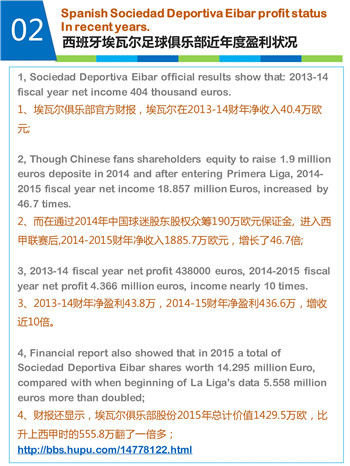 02
Spanish Sociedad Deportiva Eibar profit status
In recent years.
西班牙埃瓦尔足球俱乐部近年度盈利状况
1, Sociedad Deportiva Eibar official results show that: 2013-14
fiscal year net income 404 thousand euros.
1、埃瓦尔俱乐部官方财报，埃瓦尔在2013-14财年净收入40.4万欧
元;
2, Though Chinese fans shareholders equity to raise 1.9 million
euros deposite in 2014 and after entering Primera Liga, 2014-
2015 fiscal year net income 18.857 million Euros, increased by
46.7 times.
2、而在通过2014年中国球迷股东股权众筹190万欧元保证金, 进入西
甲联赛后,2014-2015财年净收入1885.7万欧元，增长了46.7倍;
3, 2013-14 fiscal year net profit 438000 euros, 2014-2015 fiscal
year net profit 4.366 million euros, income nearly 10 times.
3、2013-14财年净盈利43.8万，2014-15财年净盈利436.6万，增收
近10倍。
4, Financial report also showed that in 2015 a total of
Sociedad Deportiva Eibar shares worth 14.295 million Euro,
compared with when beginning of La Liga's data 5.558 million
euros more than doubled;
4、财报还显示，埃瓦尔俱乐部股份2015年总计价值1429.5万欧，比
升上西甲时的555.8万翻了一倍多；
http://bbs.hupu.com/14778122.html